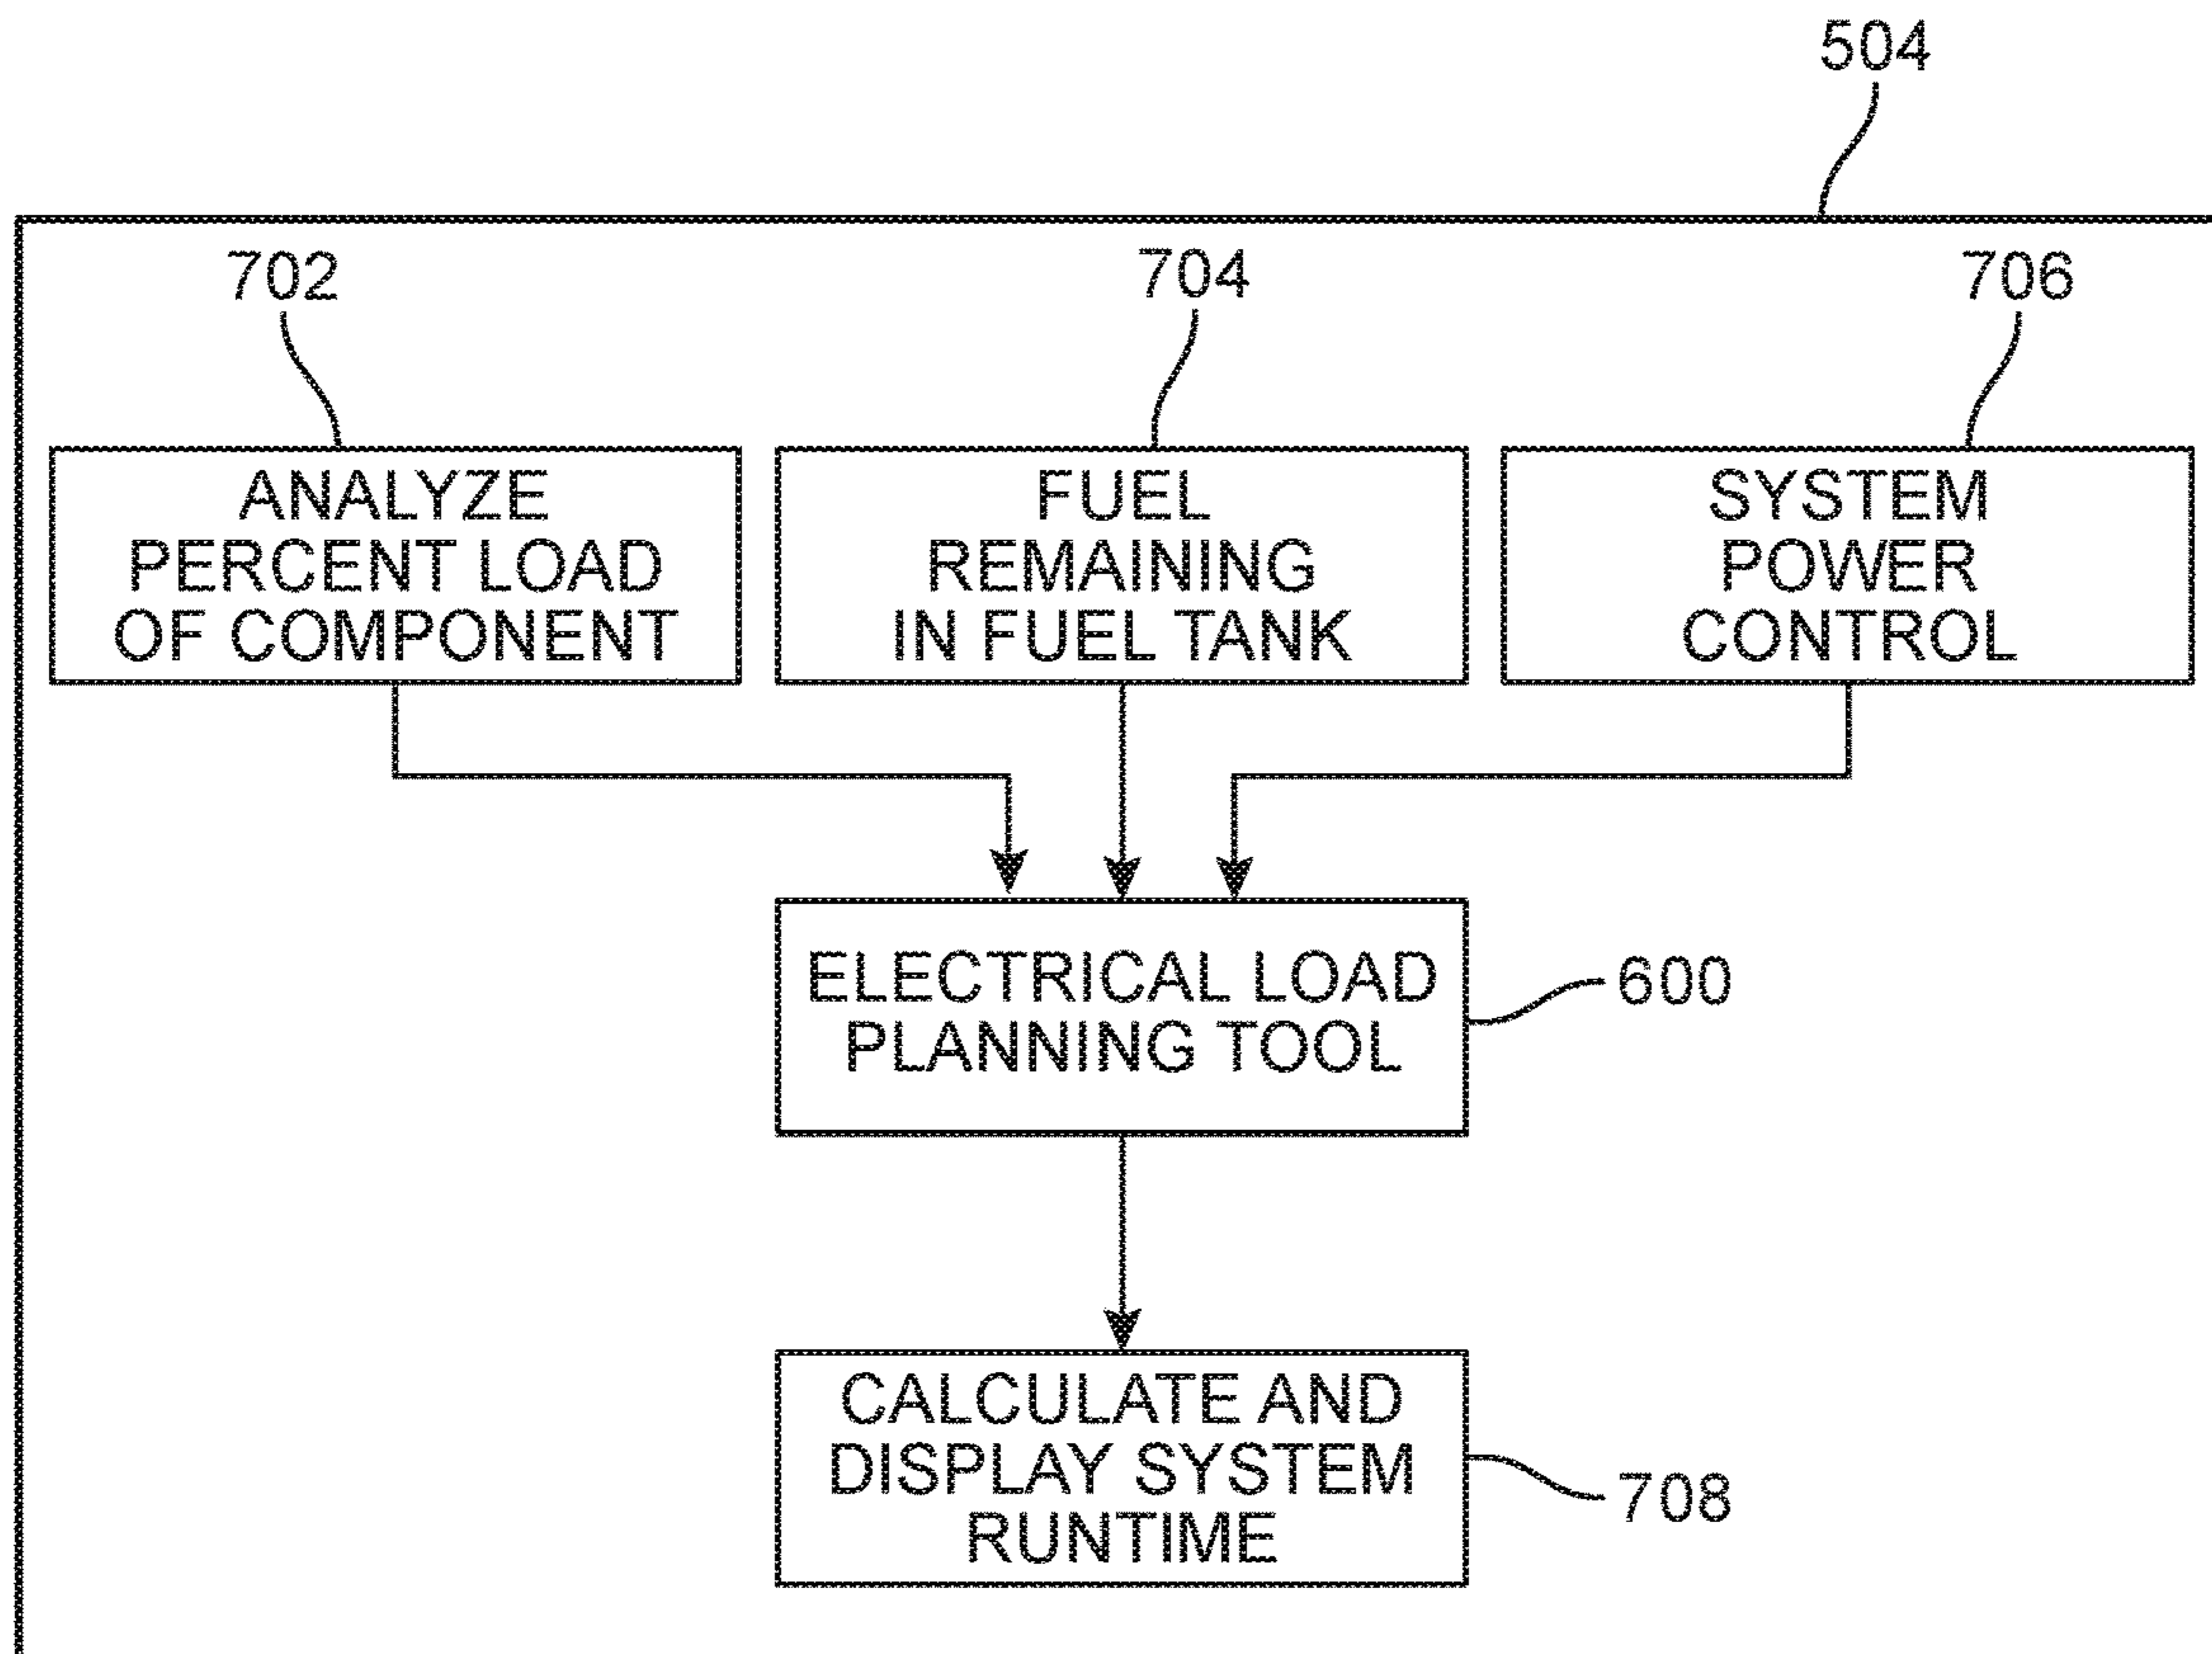 504
702
704
706
ANALYZE
PERCENT LOAD
OF COMPONENT
FUEL
REMAINING
IN FUEL TANK
SYSTEM
POWER
CONTROL
ELECTRICAL LOAD
PLANNING TOOL
600
CALCULATE AND
DISPLAY SYSTEM
RUNTIME
708